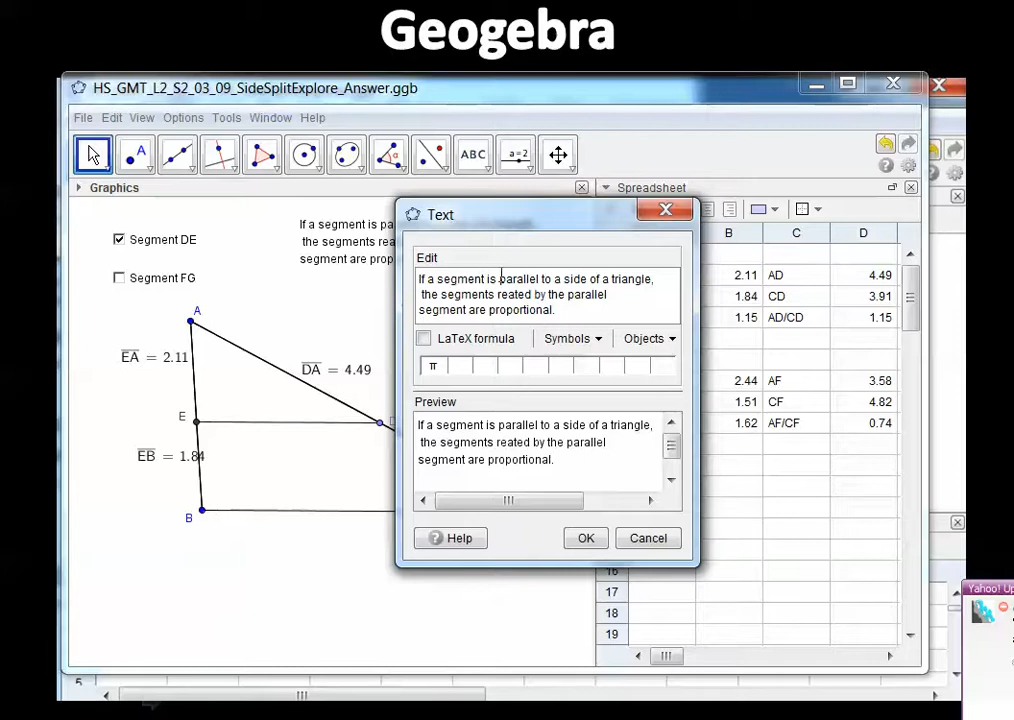 Geogebra
HS_GMT_L2_S2_03_09_SideSplitExplore_Answer.ggb
File Edit View Options Tools Window Help
A ABC a=2
Graphics
Spreadsheet
Segment DE
Segment FG
If a segment is pa
the segments rea
segment are prop
A
EA = 2.11
DA = 4.49
E
EB = 1.84
B
Text
Edit
If a segment is parallel to a side of a triangle,
the segments reated by the parallel
segment are proportional.
LaTeX formula Symbols Objects
π
Preview
If a segment is parallel to a side of a triangle,
the segments reated by the parallel
segment are proportional.
Help OK Cancel
B C D
2.11 AD 4.49
1.84 CD 3.91
1.15 AD/CD 1.15
2.44 AF 3.58
1.51 CF 4.82
1.62 AF/CF 0.74
16
17
18
19
5
Yahoo! Up